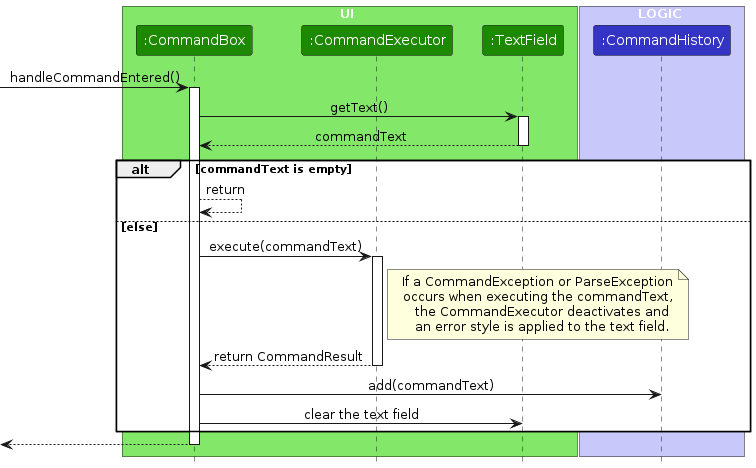 UI
LOGIC
:CommandBox
:CommandExecutor
:TextField
:CommandHistory
handleCommandEntered()
getText()
commandText
alt
[commandText is empty]
return
[else]
execute(commandText)
If a CommandException or ParseException
occurs when executing the commandText,
the CommandExecutor deactivates and
an error style is applied to the text field.
return CommandResult
add(commandText)
clear the text field